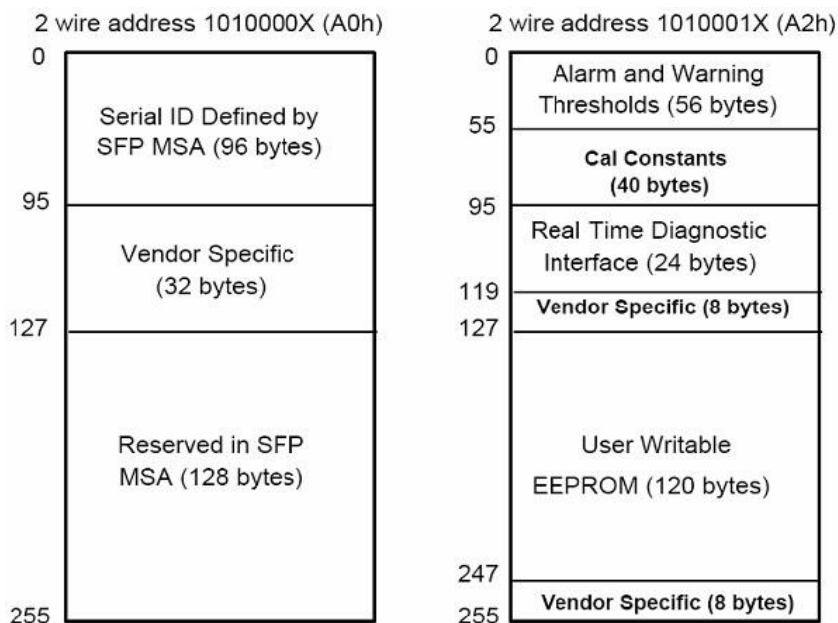 2 wire address 1010000X (A0h)
0
Serial ID Defined by
SFP MSA (96 bytes)
95
Vendor Specific
(32 bytes)
127
Reserved in SFP
MSA (128 bytes)
255
2 wire address 1010001X (A2h)
0
Alarm and Warning
Thresholds (56 bytes)
55
Cal Constants
(40 bytes)
95
Real Time Diagnostic
Interface (24 bytes)
119
Vendor Specific (8 bytes)
127
User Writable
EEPROM (120 bytes)
247
Vendor Specific (8 bytes)
255